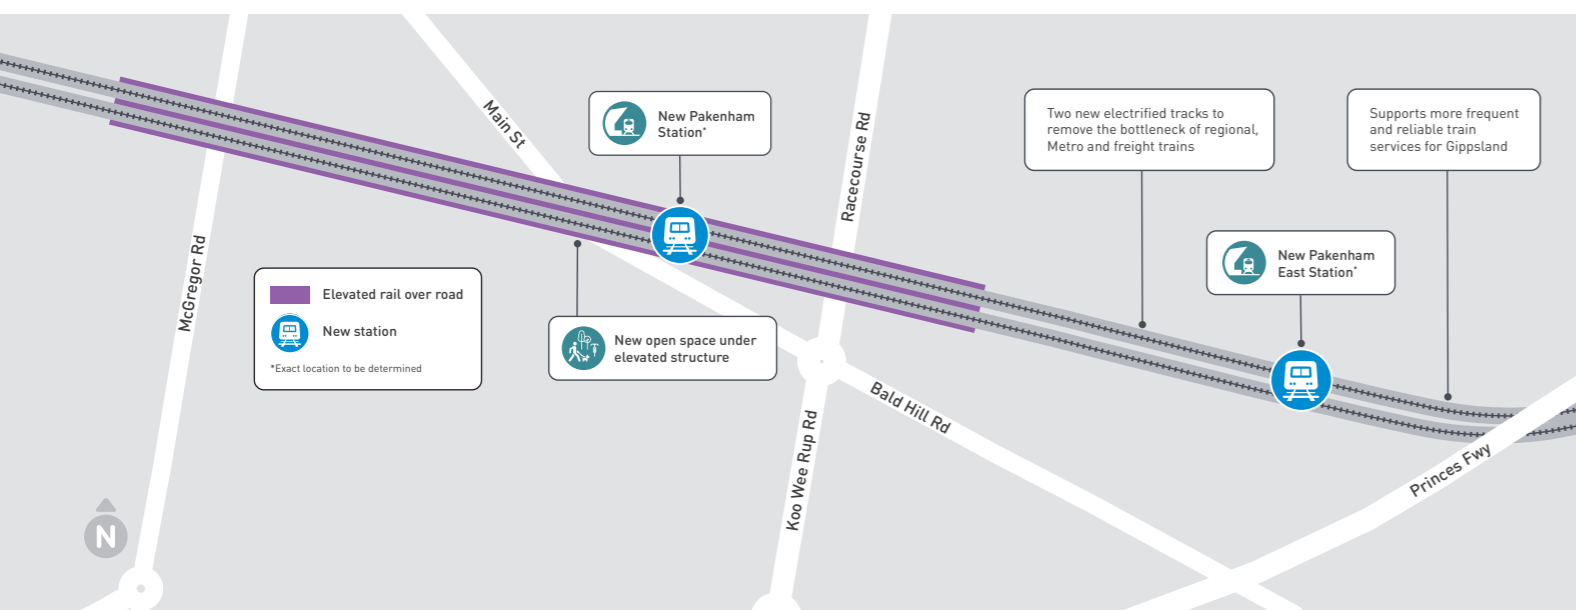 Main St
New Pakenham
Station*
Racecourse Rd
Two new electrified tracks to
remove the bottleneck of regional,
Metro and freight trains
Supports more frequent
and reliable train
services for Gippsland
McGregor Rd
New Pakenham
East Station*
Elevated rail over road
New station
*Exact location to be determined
New open space under
elevated structure
Bald Hill Rd
Koo Wee Rup Rd
Princes Fwy
N